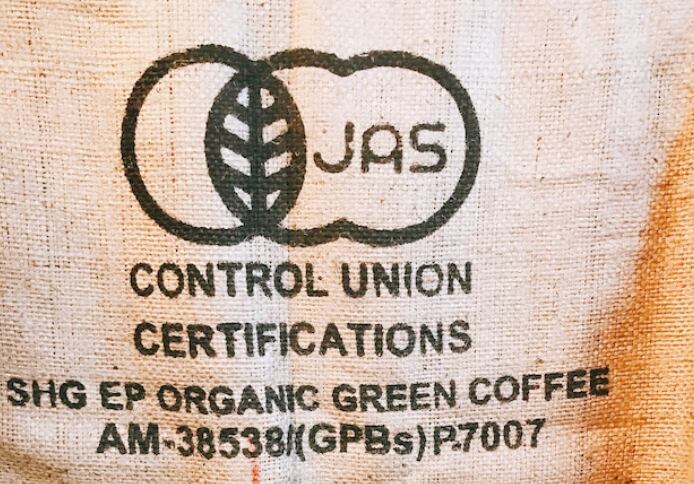 JAS
CONTROL UNION
CERTIFICATIONS
SHG EP ORGANIC GREEN COFFEE
AM-38538/(GPBs)P.7007